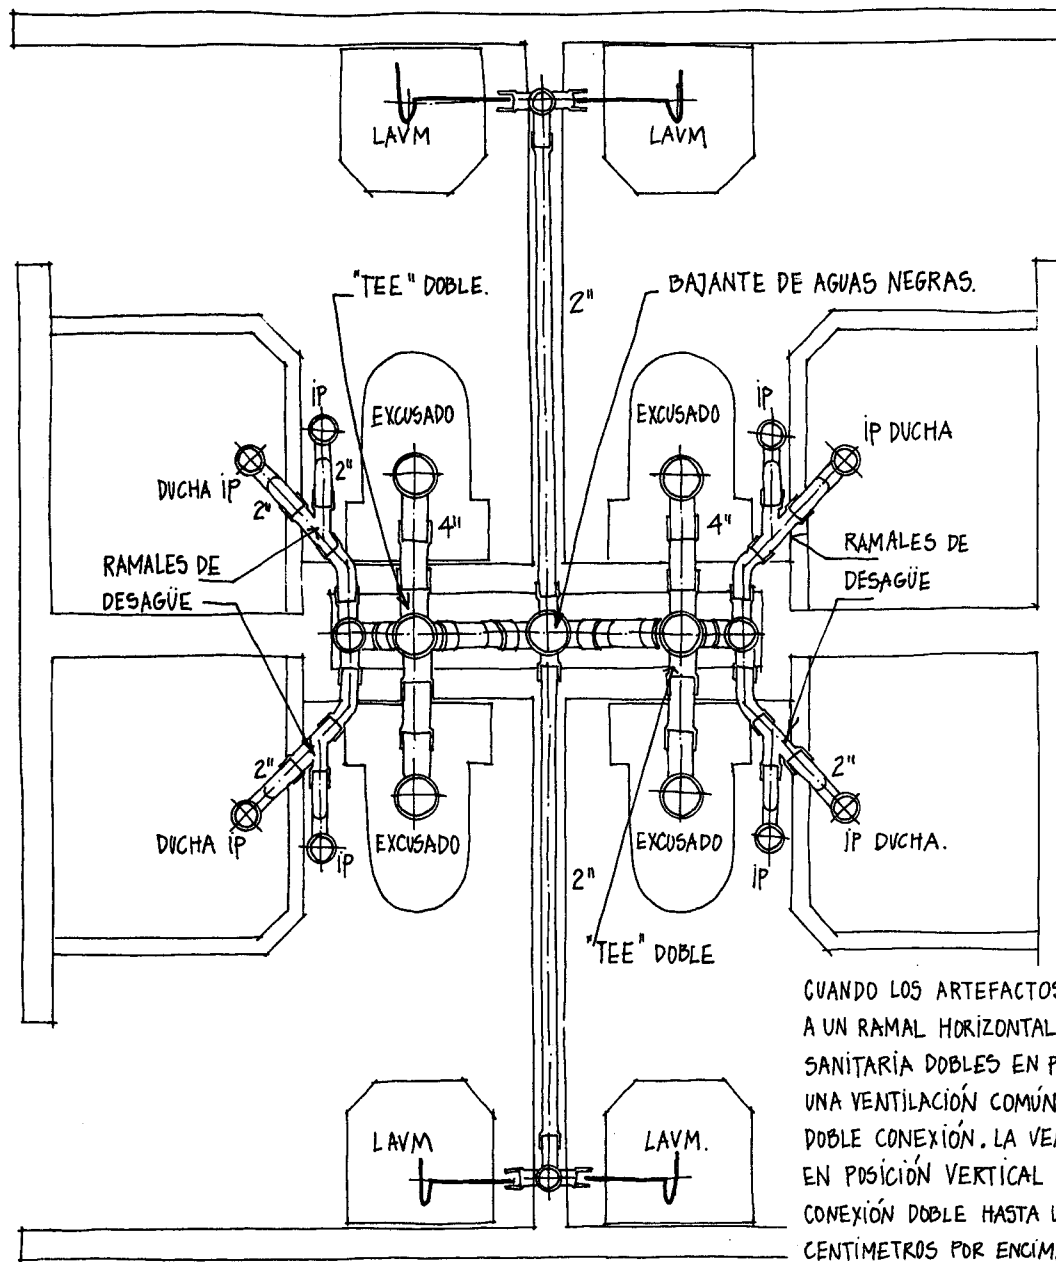 LAVM
LAVM
"TEE" DOBLE.
2"
BAJANTE DE AGUAS NEGRAS.
iP
EXCUSADO
EXCUSADO
iP
iP DUCHA
DUCHA iP
2"
2"
4"
4"
RAMALES DE
DESAGÜE
RAMALES DE
DESAGÜE
2"
2"
DUCHA iP
iP
EXCUSADO
EXCUSADO
iP
iP DUCHA.
2"
"TEE" DOBLE
CUANDO LOS ARTEFACTOS
A UN RAMAL HORIZONTAL
SANITARIA DOBLES EN
UNA VENTILACIÓN COMÚN
DOBLE CONEXIÓN. LA
EN POSICIÓN VERTICAL
CONEXIÓN DOBLE HASTA
CENTIMETROS POR
LAVM
LAVM.